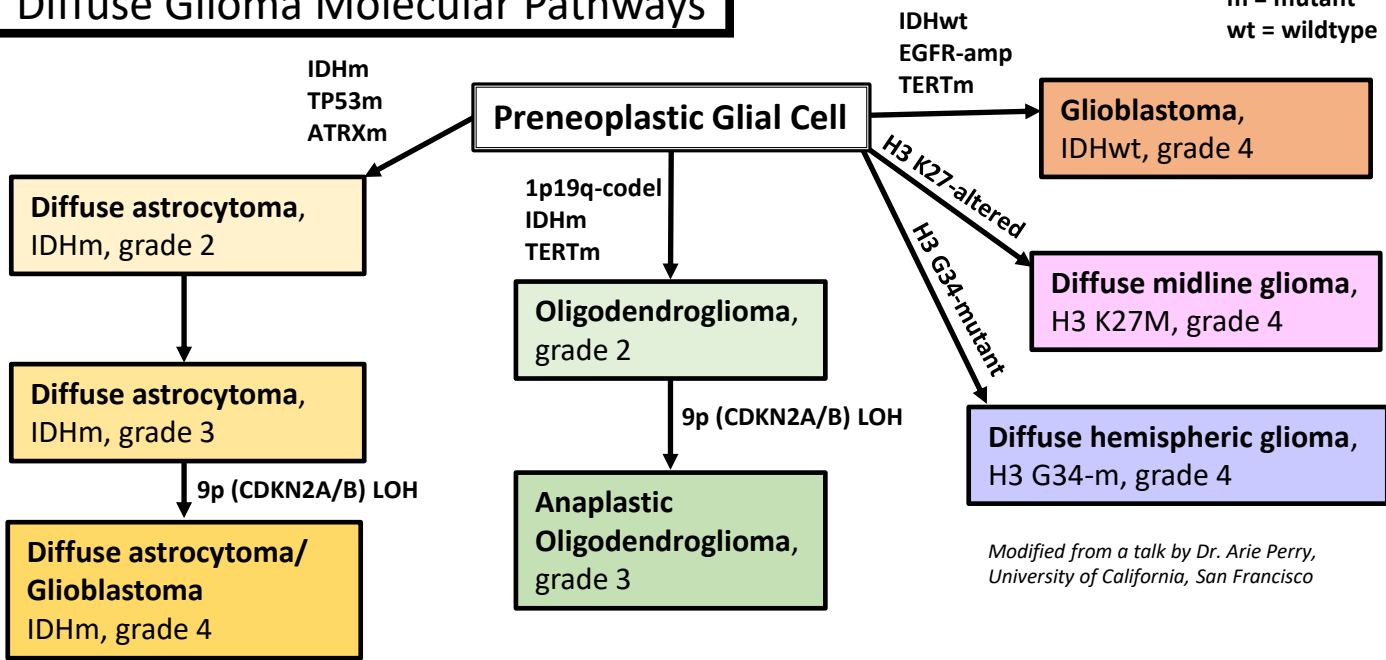 Diffuse Glioma Molecular Pathways
m = mutant
wt = wildtype
IDHm
TP53m
ATRXm
Preneoplastic Glial Cell
IDHwt
EGFR-amp
TERTm
Glioblastoma,
IDHwt, grade 4
H3 K27-altered
H3 G34-mutant
Diffuse astrocytoma,
IDHm, grade 2
1p19q-codel
IDHm
TERTm
Diffuse midline glioma,
H3 K27M, grade 4
Oligodendroglioma,
grade 2
Diffuse astrocytoma,
IDHm, grade 3
9p (CDKN2A/B) LOH
Diffuse hemispheric glioma,
H3 G34-m, grade 4
9p (CDKN2A/B) LOH
Anaplastic
Oligodendroglioma,
grade 3
Diffuse astrocytoma/
Glioblastoma
IDHm, grade 4
Modified from a talk by Dr. Arie Perry,
University of California, San Francisco